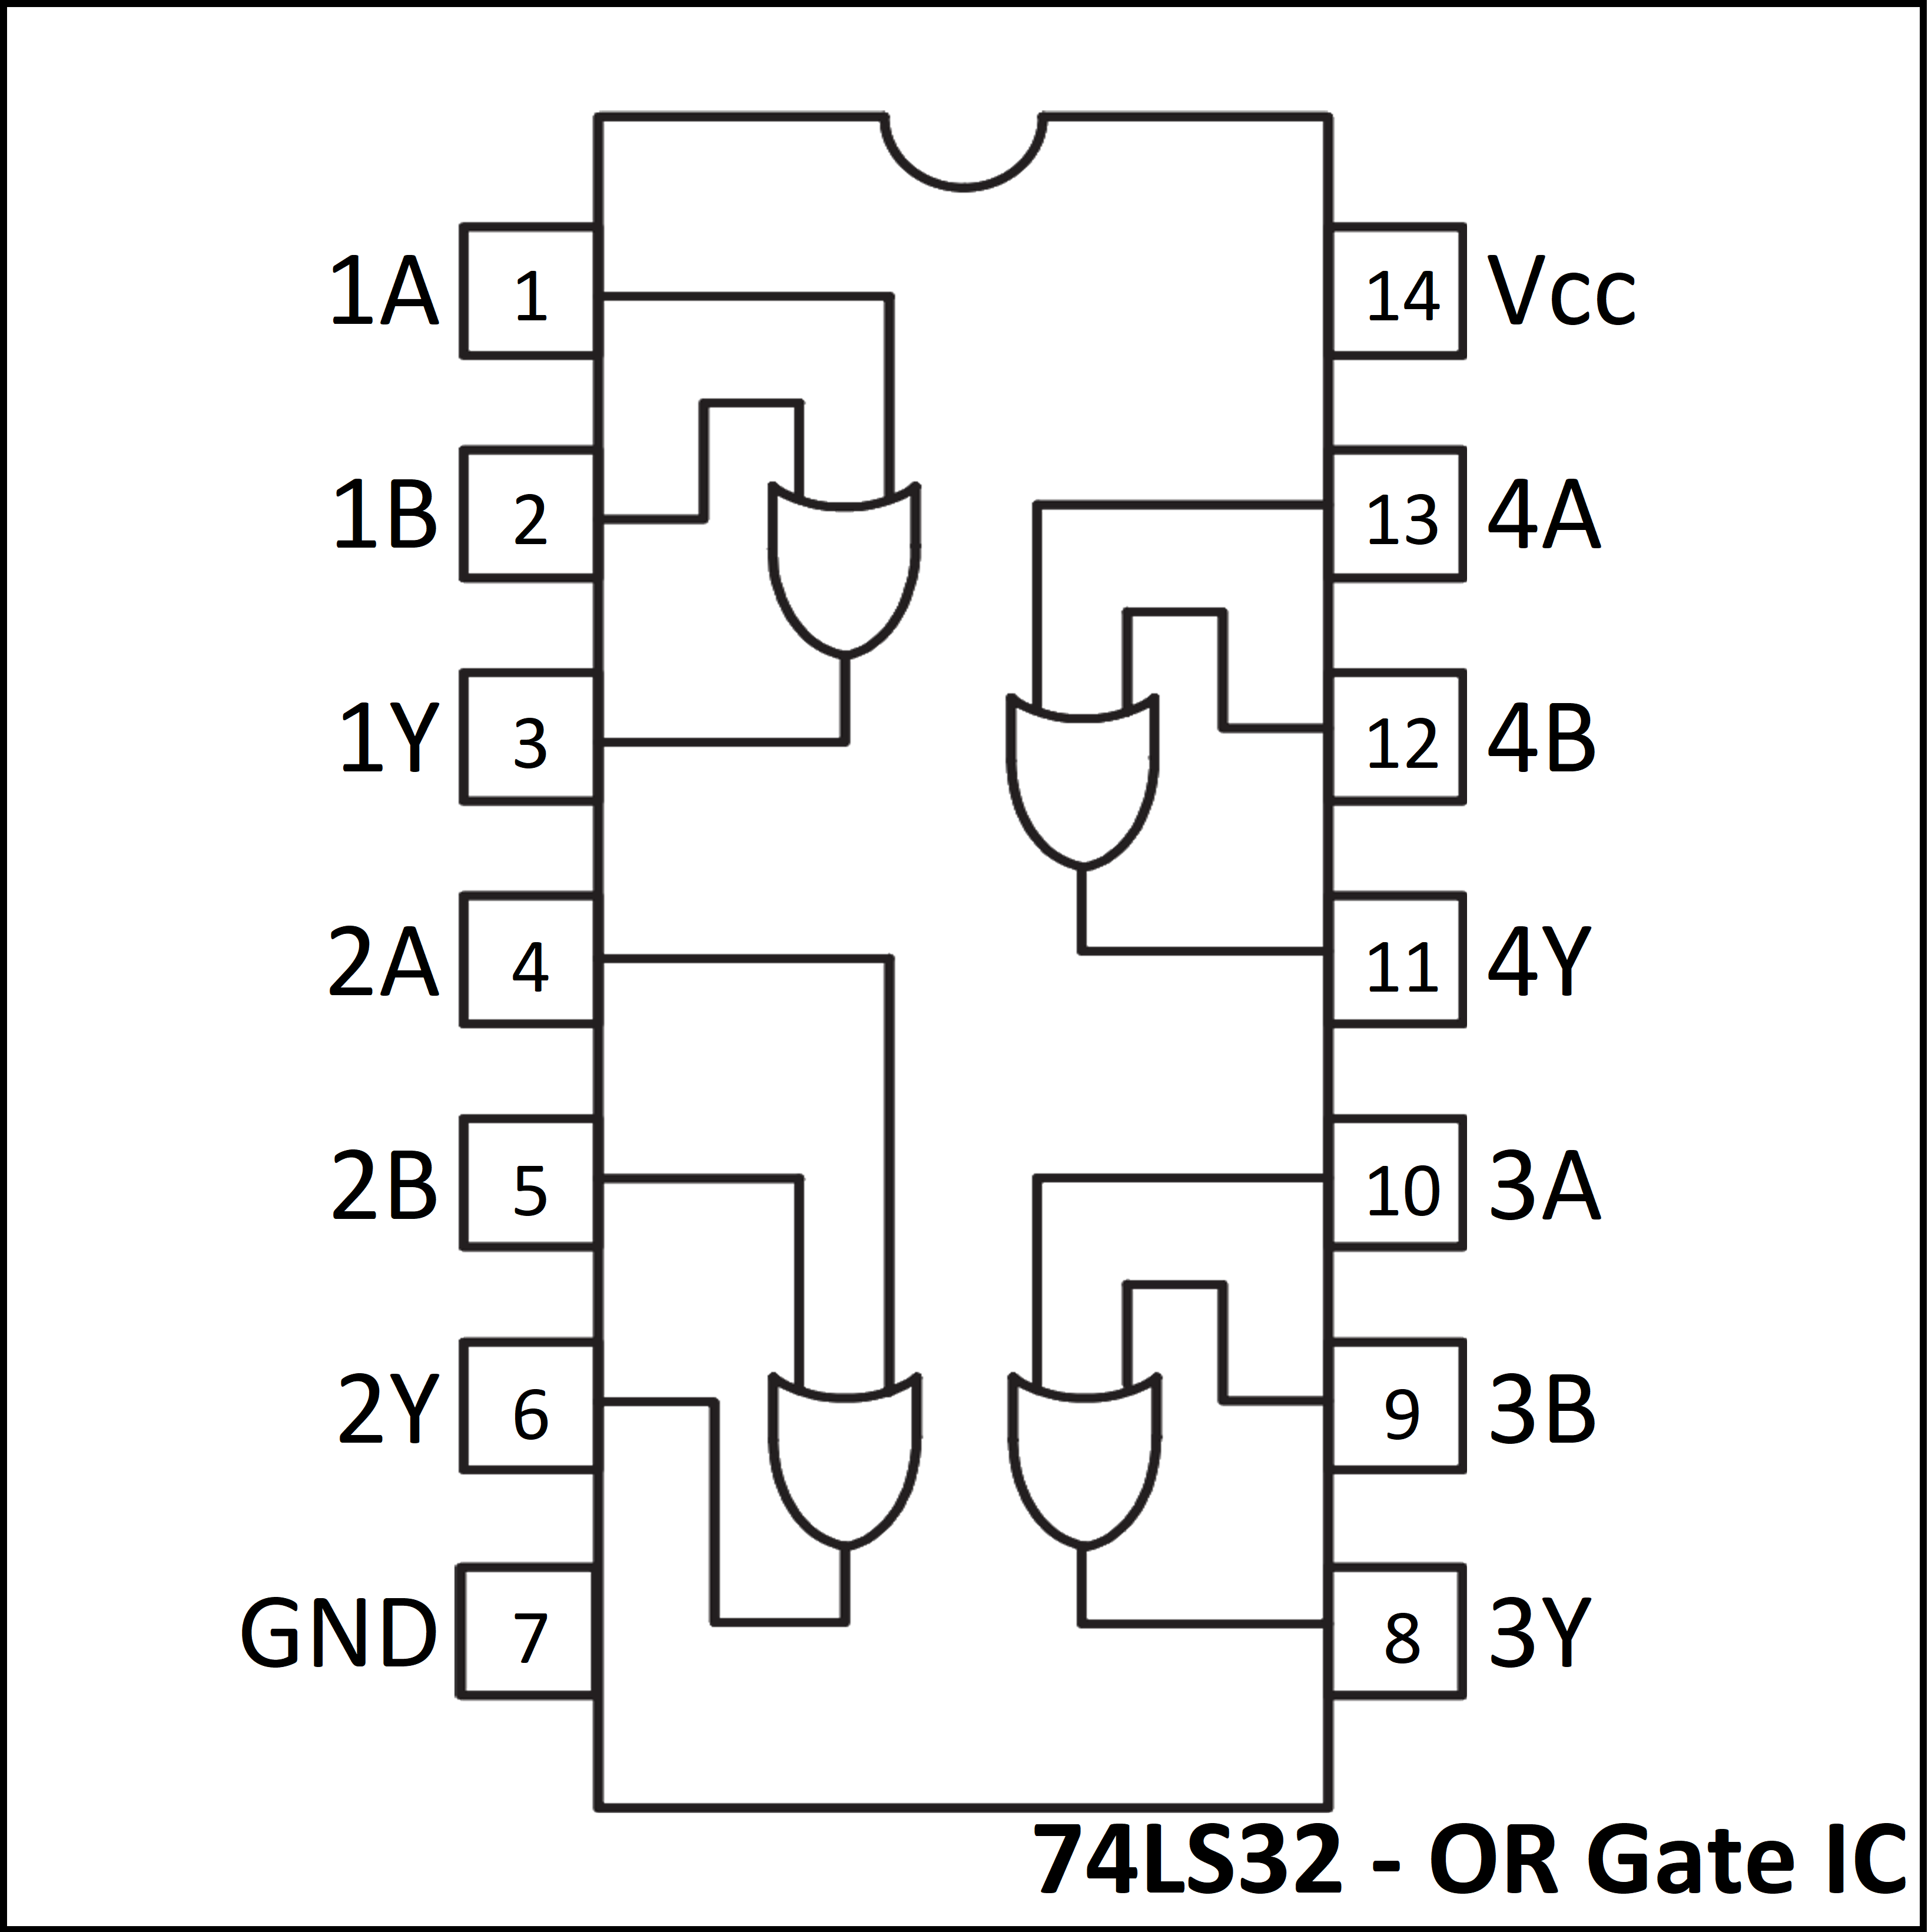 1A 1 14 Vcc
1B 2 13 4A
1Y 3 12 4B
2A 4 11 4Y
2B 5 10 3A
2Y 6 9 3B
GND 7 8 3Y
74LS32 - OR Gate IC